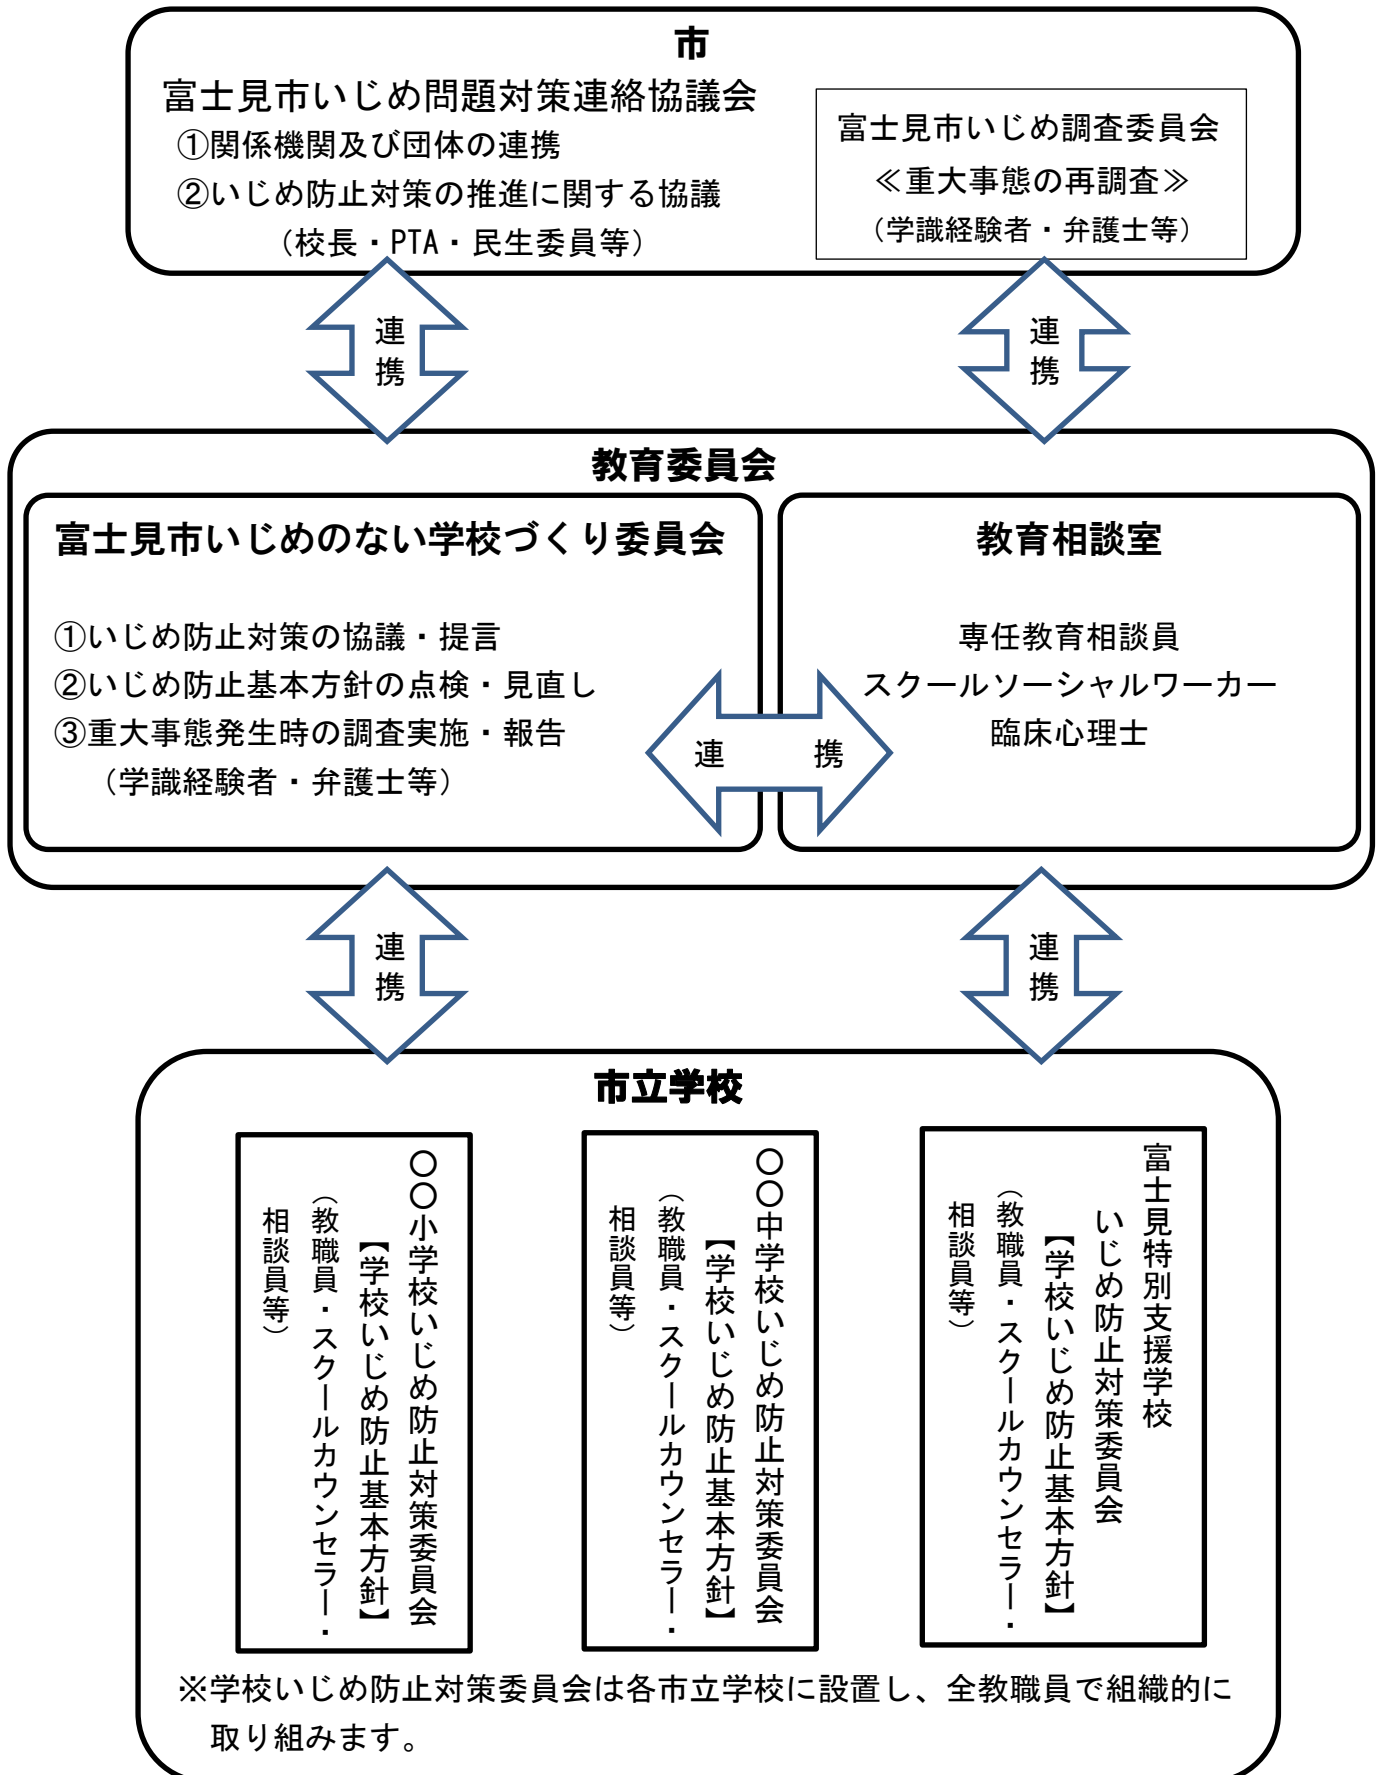 市
富士見市いじめ問題対策連絡協議会
①関係機関及び団体の連携
②いじめ防止対策の推進に関する協議
（校長・PTA・民生委員等）
富士見市いじめ調査委員会
≪重大事態の再調査≫
（学識経験者・弁護士等）
連携
連携
教育委員会
富士見市いじめのない学校づくり委員会
①いじめ防止対策の協議・提言
②いじめ防止基本方針の点検・見直し
③重大事態発生時の調査実施・報告
（学識経験者・弁護士等）
連　携
教育相談室
専任教育相談員
スクールソーシャルワーカー
臨床心理士
連携
連携
市立学校
〇〇小学校いじめ防止対策委員会
【学校いじめ防止基本方針】
（教職員・スクールカウンセラー・
相談員等）
〇〇中学校いじめ防止対策委員会
【学校いじめ防止基本方針】
（教職員・スクールカウンセラー・
相談員等）
富士見特別支援学校
いじめ防止対策委員会
【学校いじめ防止基本方針】
（教職員・スクールカウンセラー・
相談員等）
※学校いじめ防止対策委員会は各市立学校に設置し、全教職員で組織的に
取り組みます。